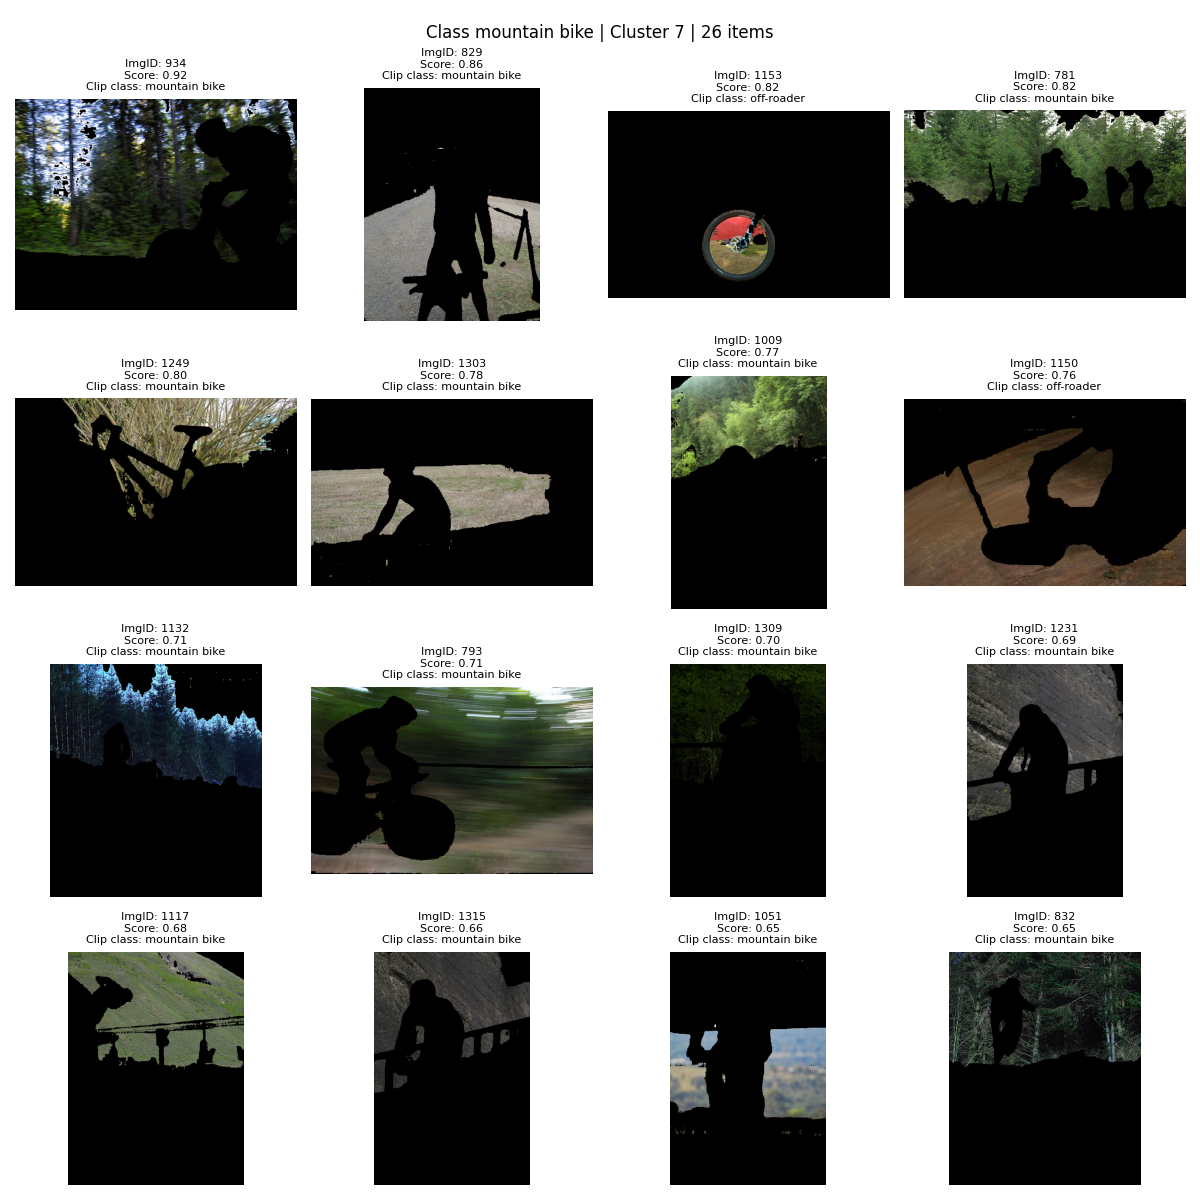 Class mountain bike | Cluster 7 | 26 items
ImgID: 934
Score: 0.92
Clip class: mountain bike
ImgID: 829
Score: 0.86
Clip class: mountain bike
ImgID: 1153
Score: 0.82
Clip class: off-roader
ImgID: 781
Score: 0.82
Clip class: mountain bike
ImgID: 1249
Score: 0.80
Clip class: mountain bike
ImgID: 1303
Score: 0.78
Clip class: mountain bike
ImgID: 1009
Score: 0.77
Clip class: mountain bike
ImgID: 1150
Score: 0.76
Clip class: off-roader
ImgID: 1132
Score: 0.71
Clip class: mountain bike
ImgID: 793
Score: 0.71
Clip class: mountain bike
ImgID: 1309
Score: 0.70
Clip class: mountain bike
ImgID: 1231
Score: 0.69
Clip class: mountain bike
ImgID: 1117
Score: 0.68
Clip class: mountain bike
ImgID: 1315
Score: 0.66
Clip class: mountain bike
ImgID: 1051
Score: 0.65
Clip class: mountain bike
ImgID: 832
Score: 0.65
Clip class: mountain bike